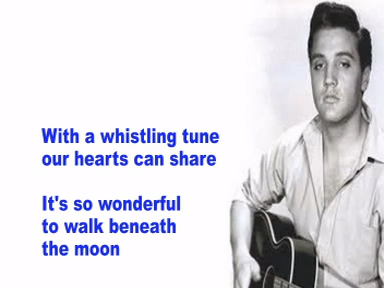 With a whistling tune
our hearts can share
It's so wonderful
to walk beneath
the moon